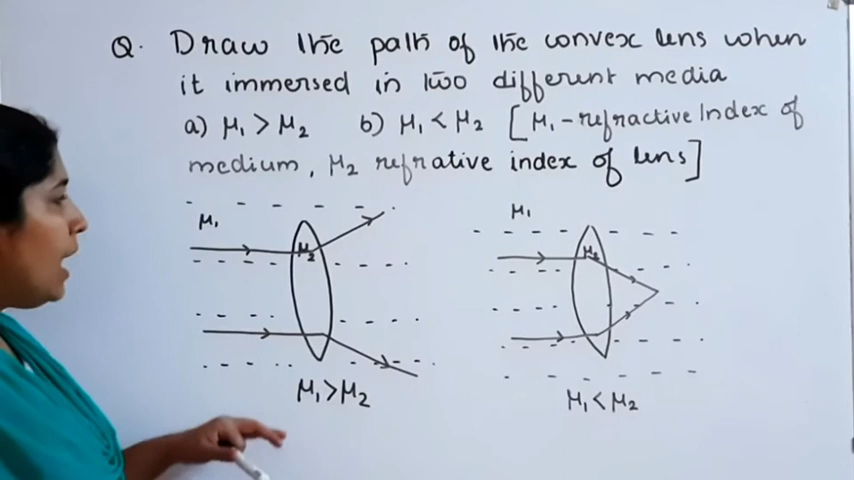 Q. Draw the path of the convex lens when
it immersed in two different media
a) μ₁ > μ₂ b) μ₁ < μ₂ [μ₁ - refractive Index of
medium, μ₂ refrative index of lens]
μ₁
μ₂
μ₁ > μ₂
μ₁
μ₂
μ₁ < μ₂